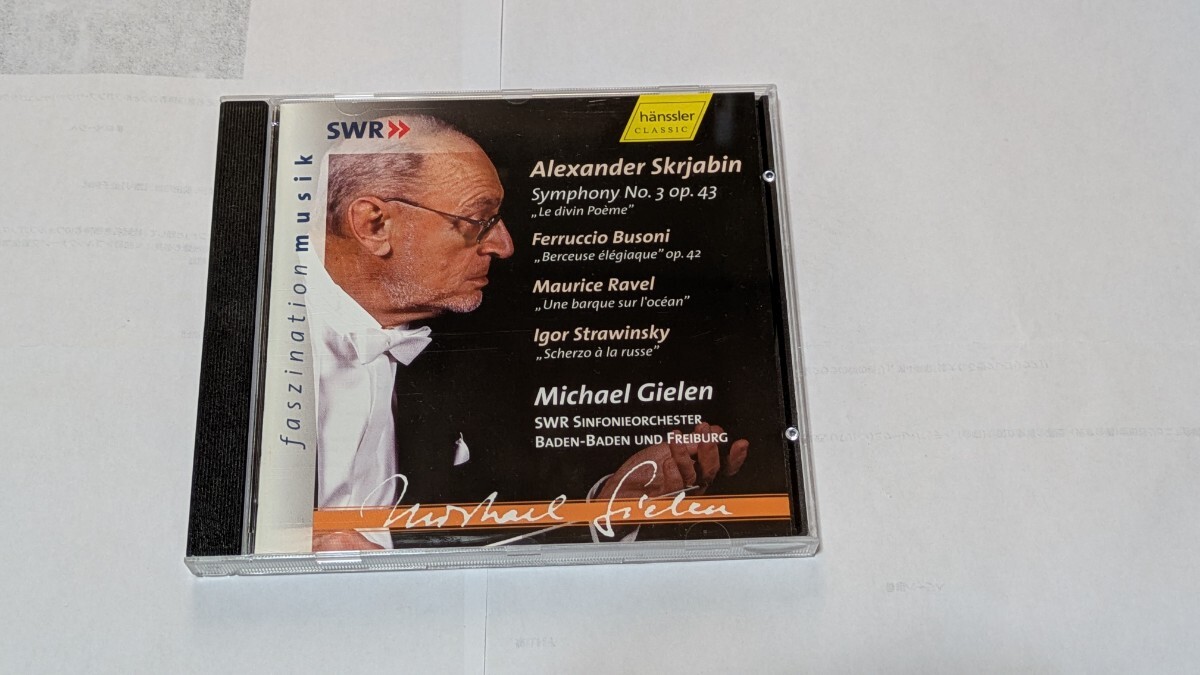 SWR
hänssler
CLASSIC
faszination musik
Alexander Skrjabin
Symphony No. 3 op. 43
„Le divin Poème”
Ferruccio Busoni
„Berceuse élégiaque” op. 42
Maurice Ravel
„Une barque sur l'océan”
Igor Strawinsky
„Scherzo à la russe”
Michael Gielen
SWR SINFONIEORCHESTER
BADEN-BADEN UND FREIBURG
Michael Gielen